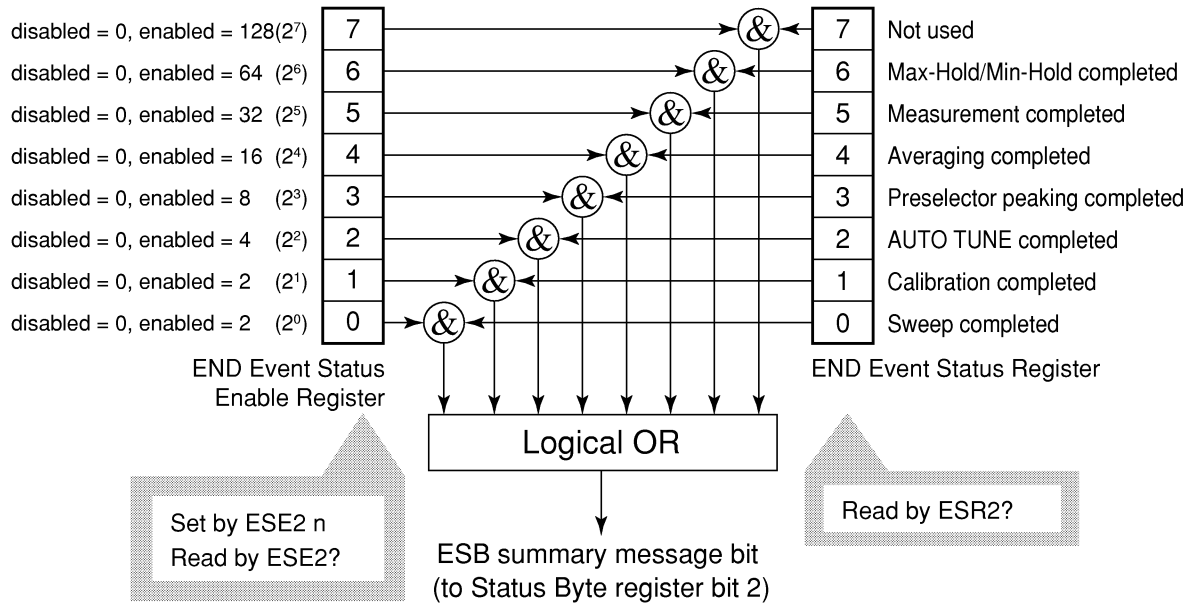 disabled = 0, enabled = 128(2⁷) 7 & 7 Not used
disabled = 0, enabled = 64 (2⁶) 6 & 6 Max-Hold/Min-Hold completed
disabled = 0, enabled = 32 (2⁵) 5 & 5 Measurement completed
disabled = 0, enabled = 16 (2⁴) 4 & 4 Averaging completed
disabled = 0, enabled = 8 (2³) 3 & 3 Preselector peaking completed
disabled = 0, enabled = 4 (2²) 2 & 2 AUTO TUNE completed
disabled = 0, enabled = 2 (2¹) 1 & 1 Calibration completed
disabled = 0, enabled = 2 (2⁰) 0 & 0 Sweep completed
END Event Status
Enable Register
END Event Status Register
Logical OR
Set by ESE2 n
Read by ESE2?
Read by ESR2?
ESB summary message bit
(to Status Byte register bit 2)